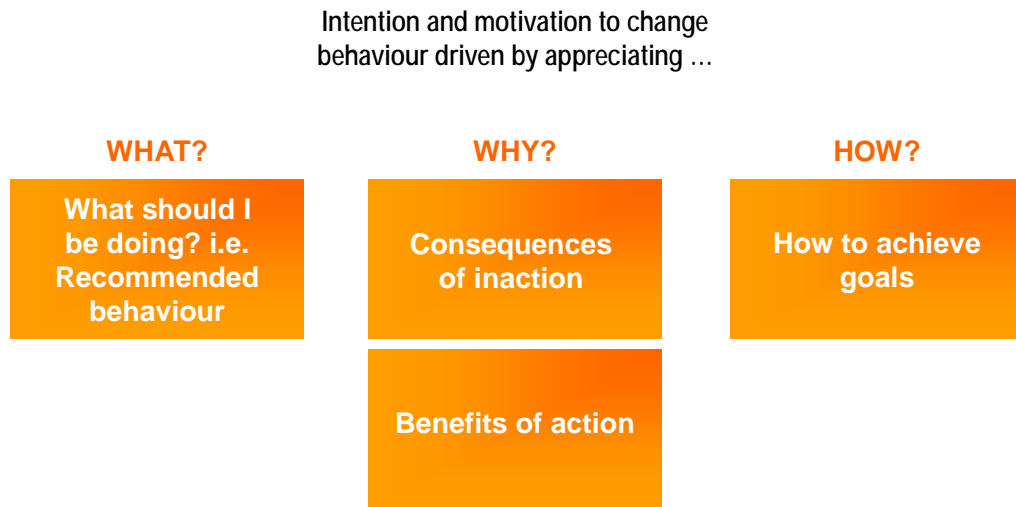 Intention and motivation to change
behaviour driven by appreciating …
WHAT?
What should I
be doing? i.e.
Recommended
behaviour
WHY?
Consequences
of inaction
Benefits of action
HOW?
How to achieve
goals